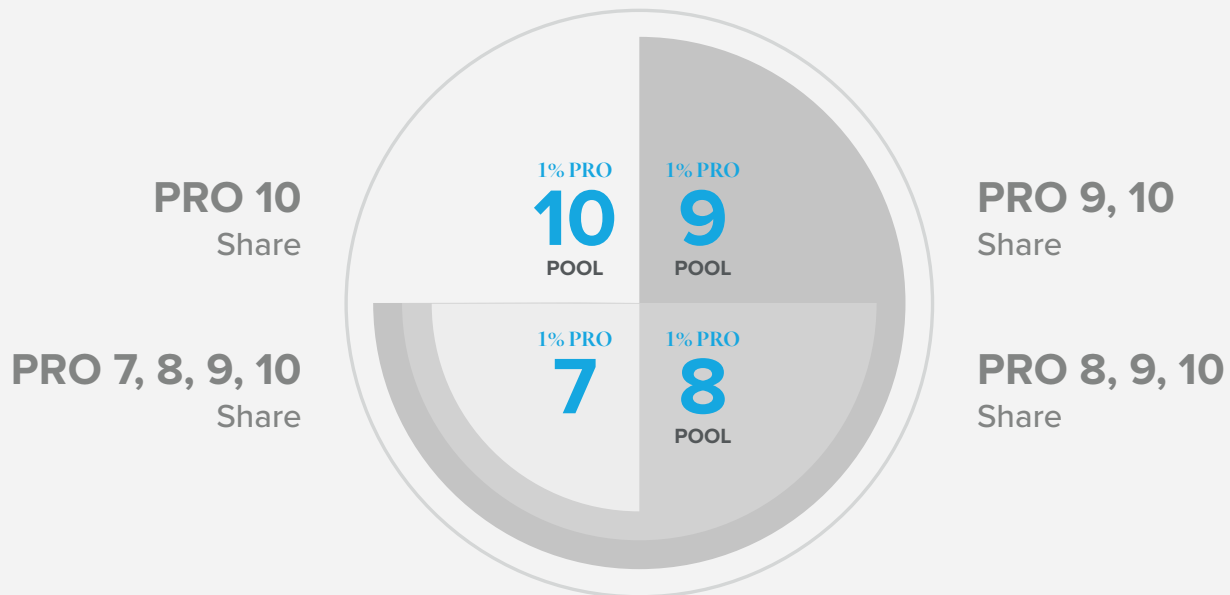 PRO 10
Share
1% PRO
10
POOL
1% PRO
9
POOL
PRO 9, 10
Share
PRO 7, 8, 9, 10
Share
1% PRO
7
1% PRO
8
POOL
PRO 8, 9, 10
Share